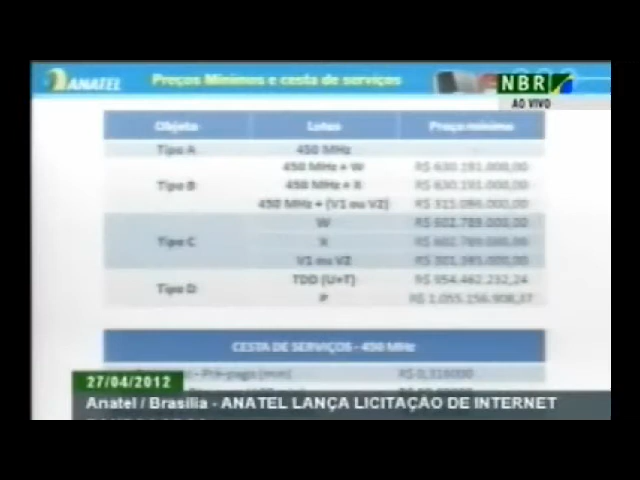 ANATEL Preços Mínimos e cesta de serviços NBR
AO VIVO
Objeto Lotes Preço mínimo
Tipo A 450 MHz -
450 MHz + W R$ 630.191.000,00
Tipo B 450 MHz + X R$ 630.191.000,00
450 MHz + (V1 ou V2) R$ 315.096.000,00
W R$ 602.789.000,00
Tipo C X R$ 602.789.000,00
V1 ou V2 R$ 301.395.000,00
TDD (U+T) R$ 954.462.232,24
Tipo D
P R$ 1.055.156.908,37
CESTA DE SERVIÇOS - 450 MHz
Pré-pago (min) R$ 0,316000
27/04/2012
Anatel / Brasília - ANATEL LANÇA LICITAÇÃO DE INTERNET